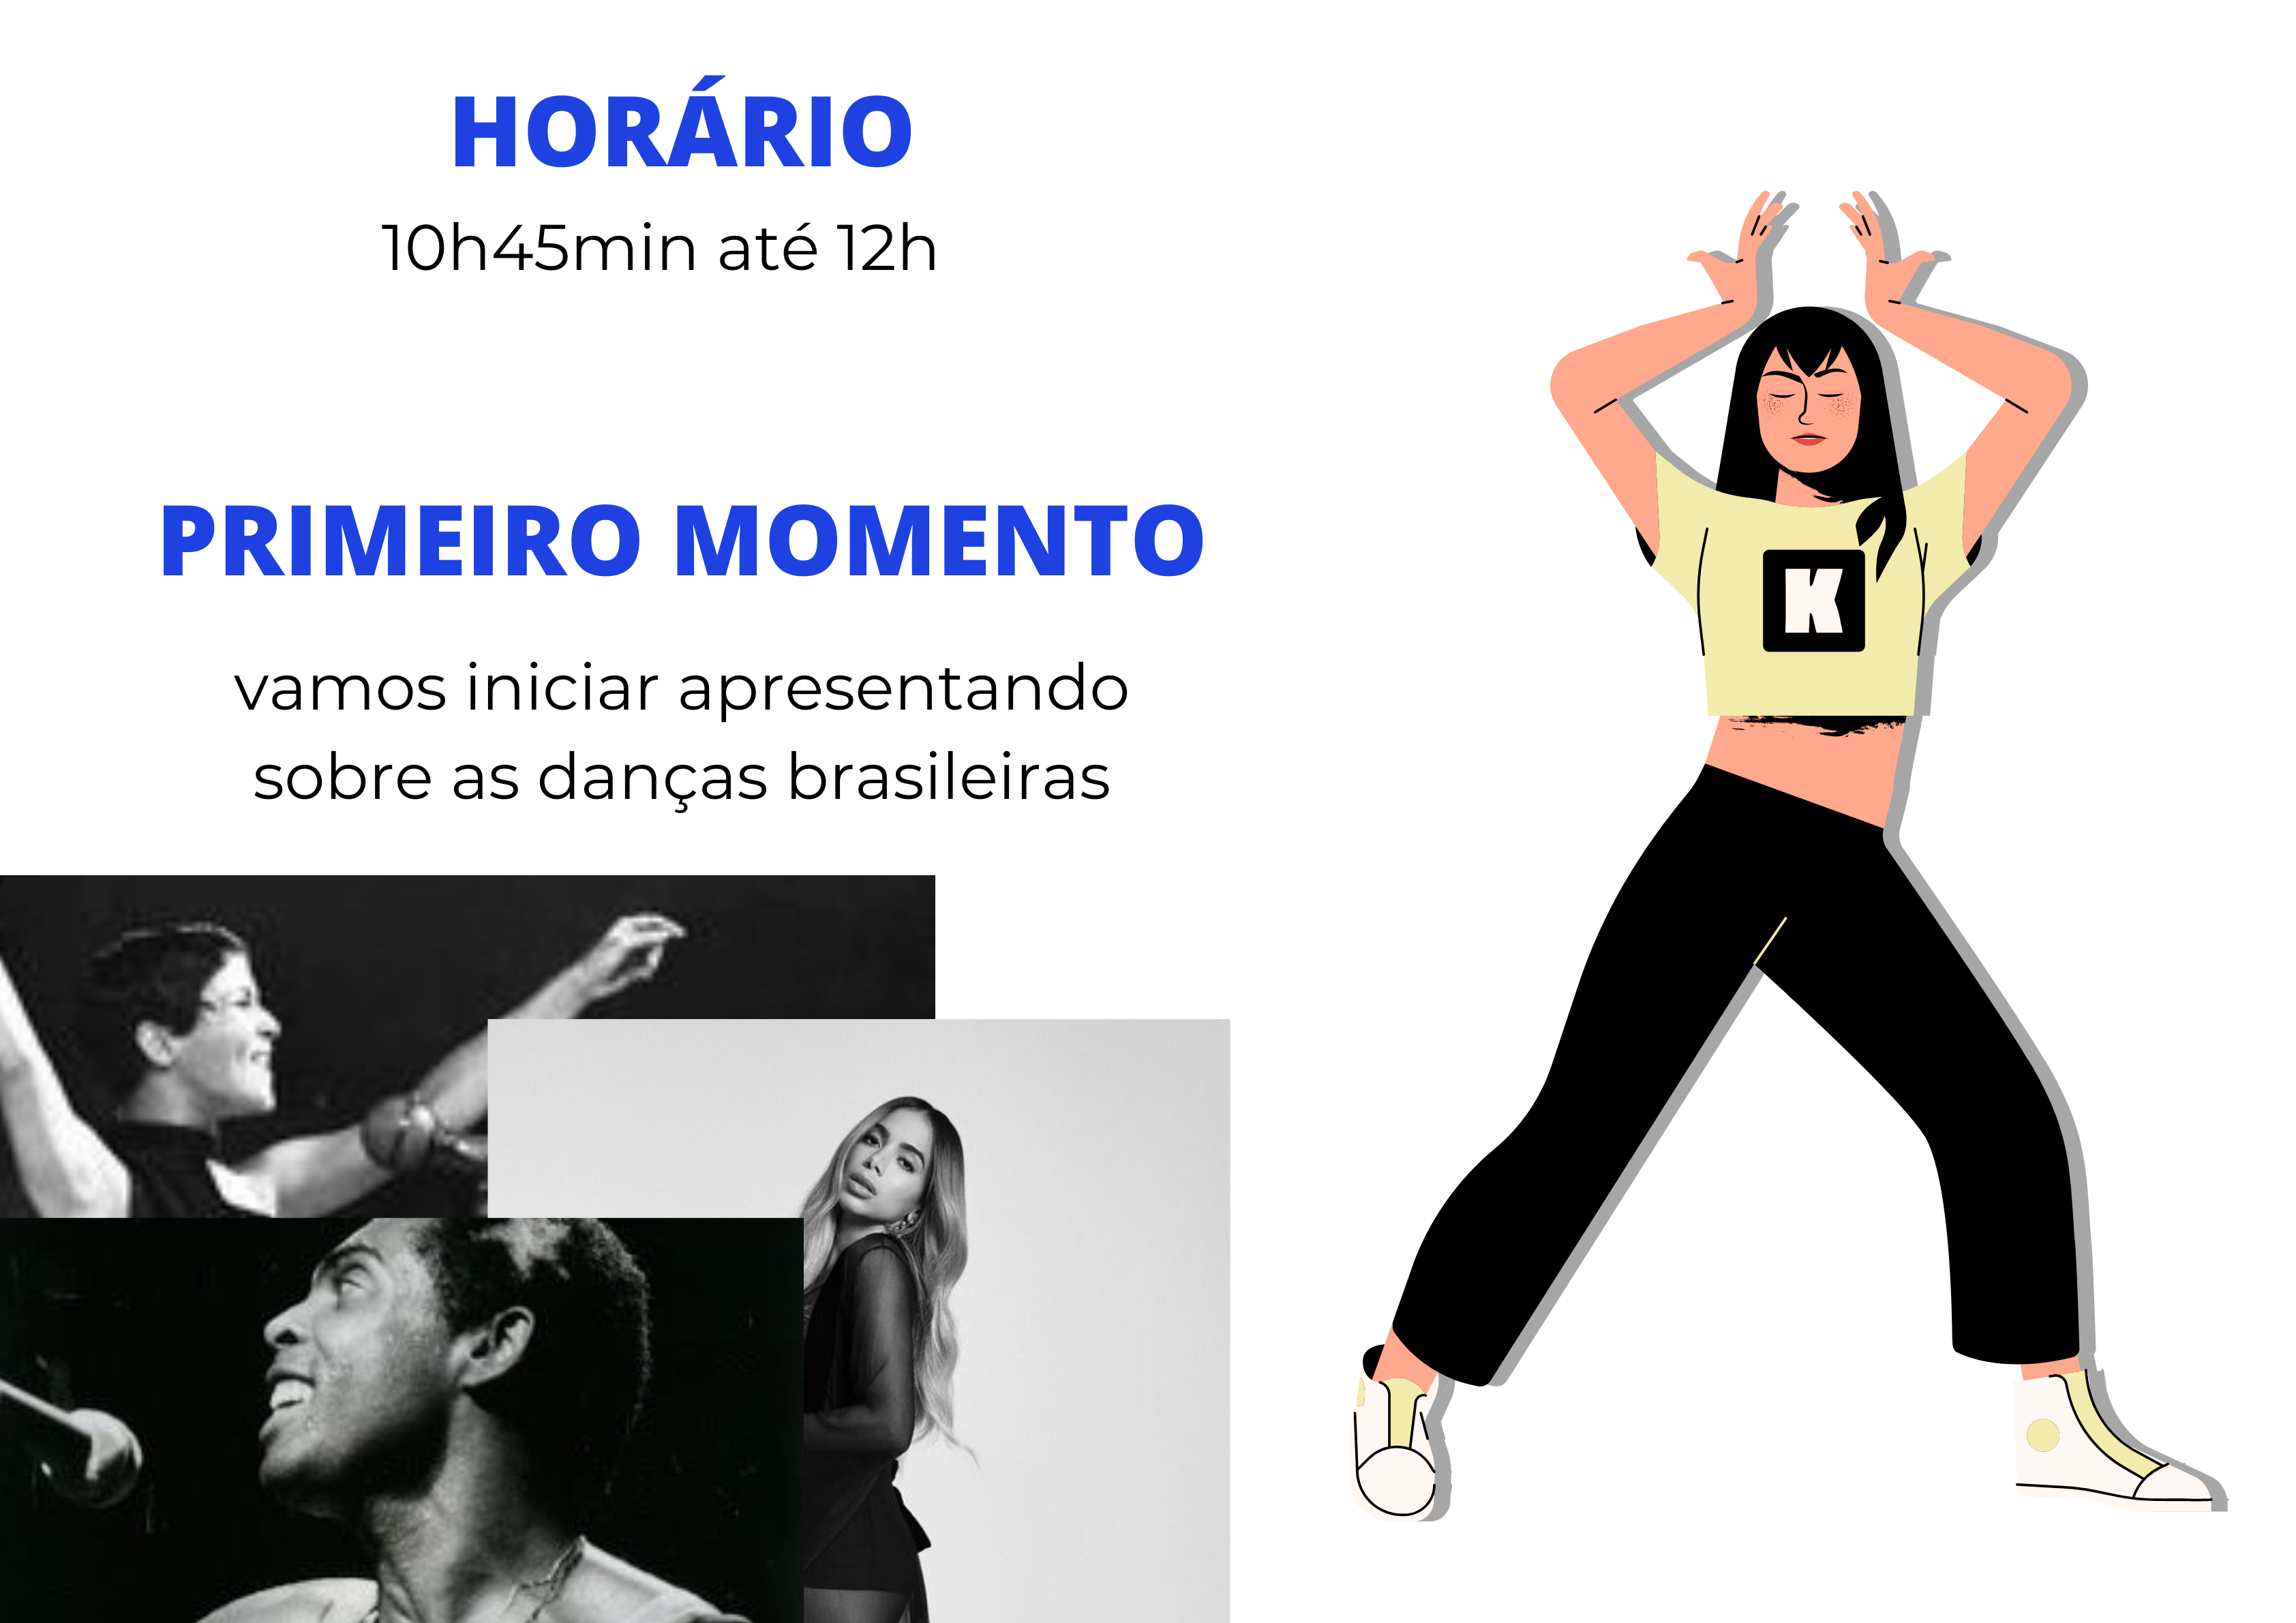 HORÁRIO
10h45min até 12h
PRIMEIRO MOMENTO
vamos iniciar apresentando
sobre as danças brasileiras
K